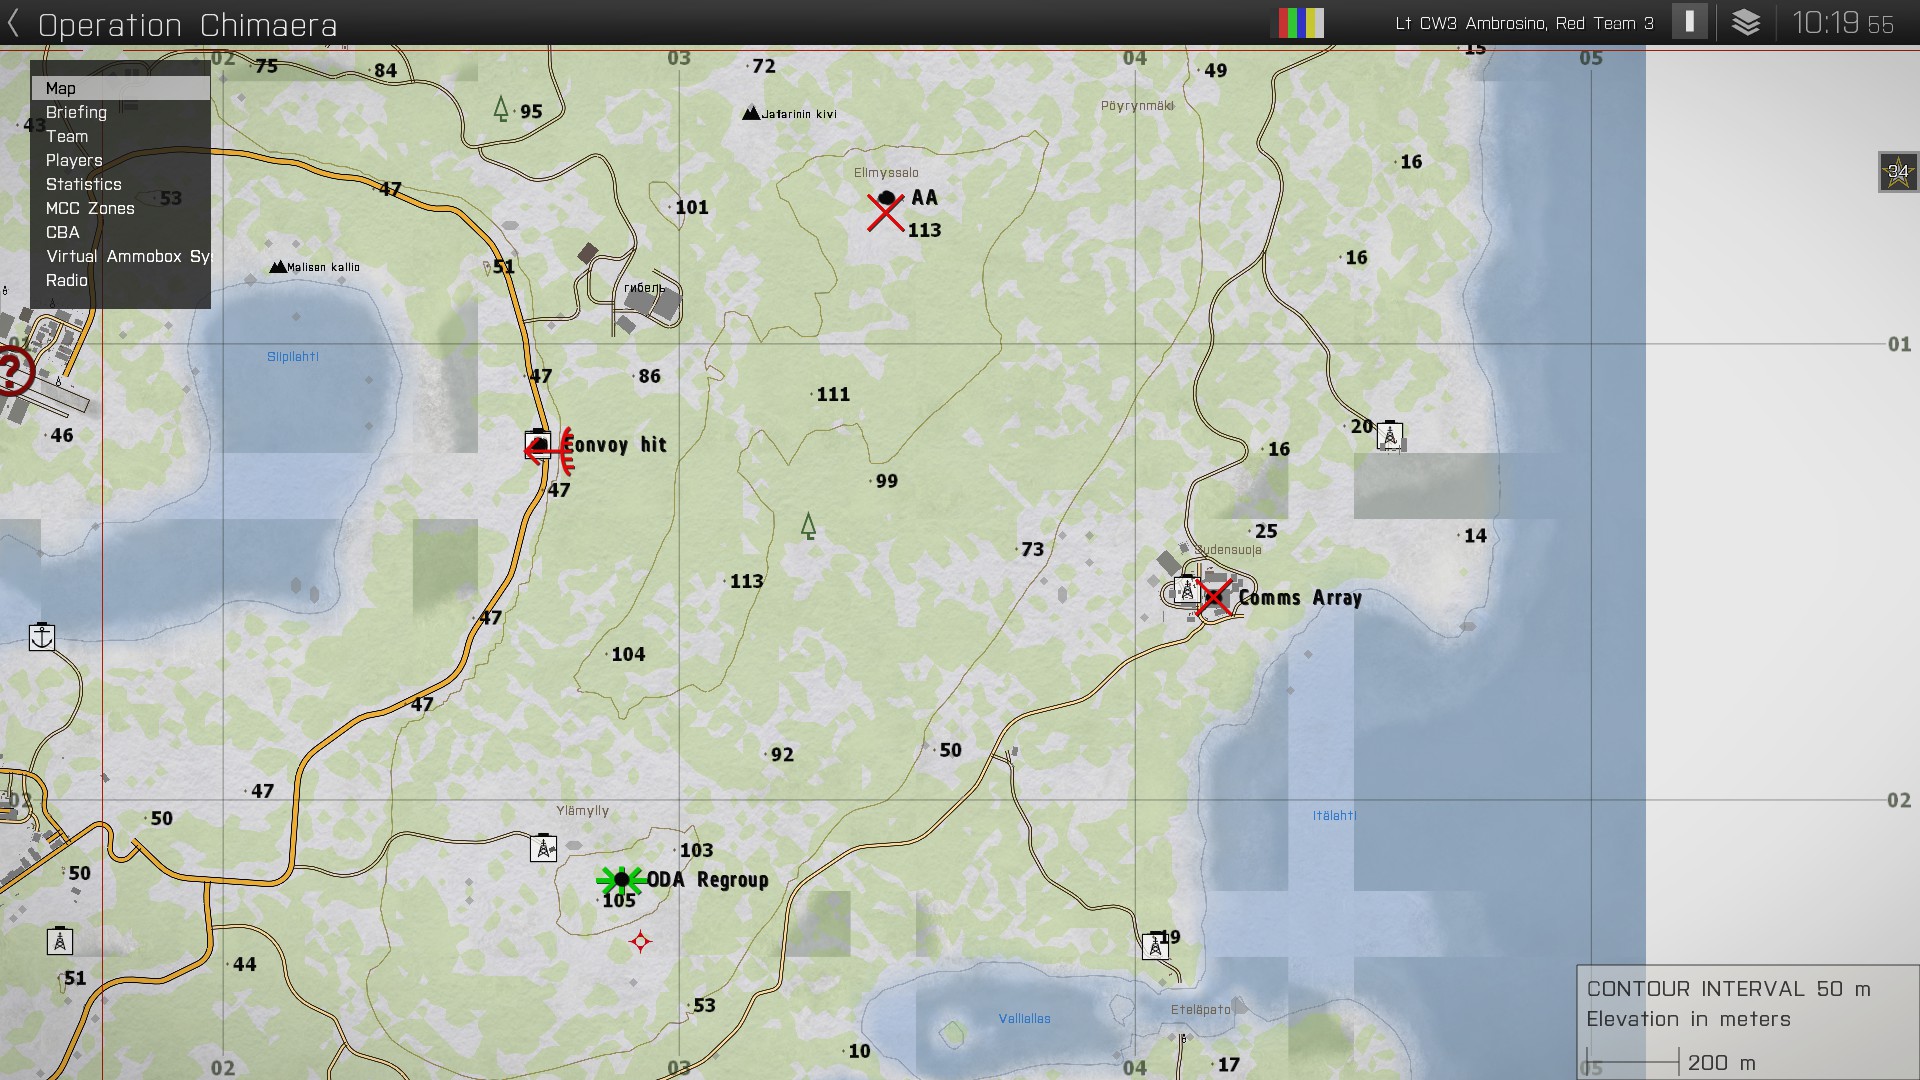 Operation Chimaera
Lt CW3 Ambrosino, Red Team 3
10:19 55
Map
Briefing
Team
Players
Statistics
MCC Zones
CBA
Virtual Ammobox Sy
Radio
02
03
04
05
75
84
72
49
15
95
Jatarinin kivi
Pöyrynmäki
43
16
53
47
Ellmyssalo
AA
113
101
34
Malisen kallio
51
16
гибель
01
01
Siipilahti
47
86
111
46
20
Convoy hit
16
47
99
25
14
73
Sudensuoja
113
Comms Array
47
104
47
92
50
47
02
02
50
Ylämylly
Itälahti
103
50
ODA Regroup
105
19
44
51
53
Eteläpato
Valliallas
10
17
CONTOUR INTERVAL 50 m
Elevation in meters
200 m
02
03
04
05